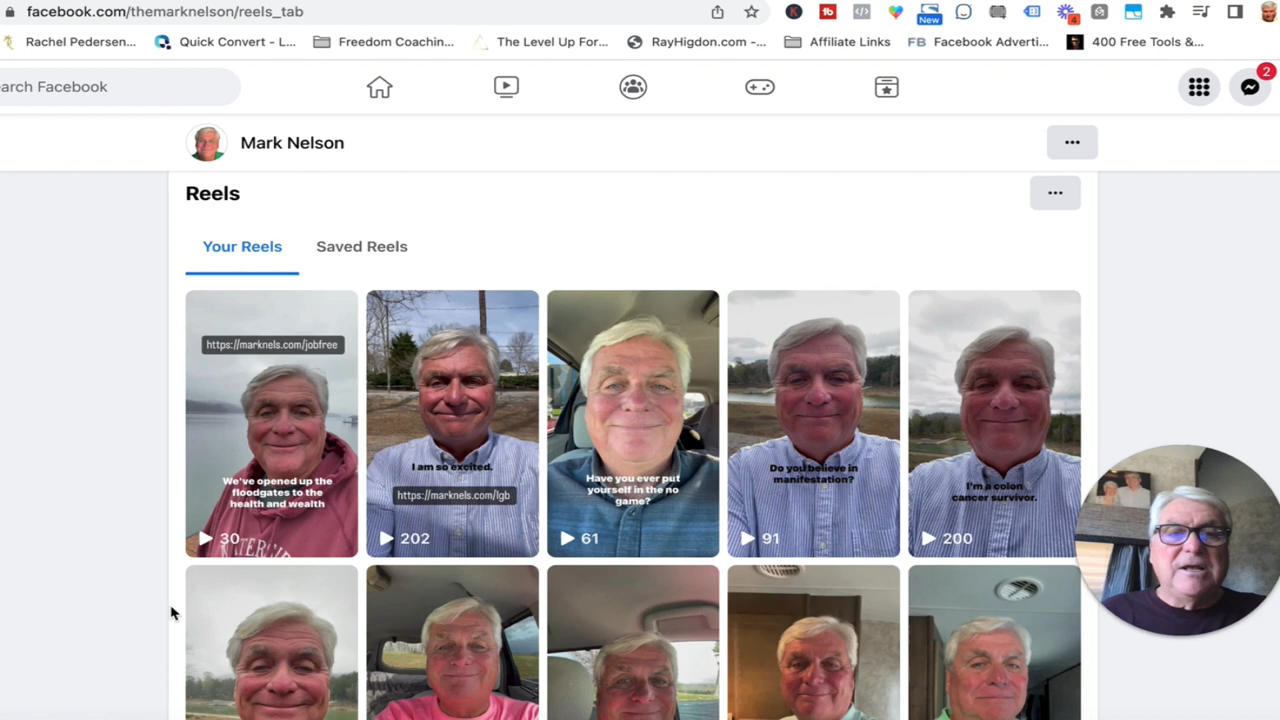 facebook.com/themarknelson/reels_tab
New
4
Rachel Pedersen...
Quick Convert - L...
Freedom Coachin...
The Level Up For...
RayHigdon.com -...
Affiliate Links
FB Facebook Adverti...
400 Free Tools &...
earch Facebook
2
Mark Nelson
Reels
Your Reels
Saved Reels
https://marknels.com/jobfree
We've opened up the
floodgates to the
health and wealth
30
I am so excited.
https://marknels.com/lgb
202
Have you ever put
yourself in the no
game?
61
Do you believe in
manifestation?
91
I'm a colon
cancer survivor.
200